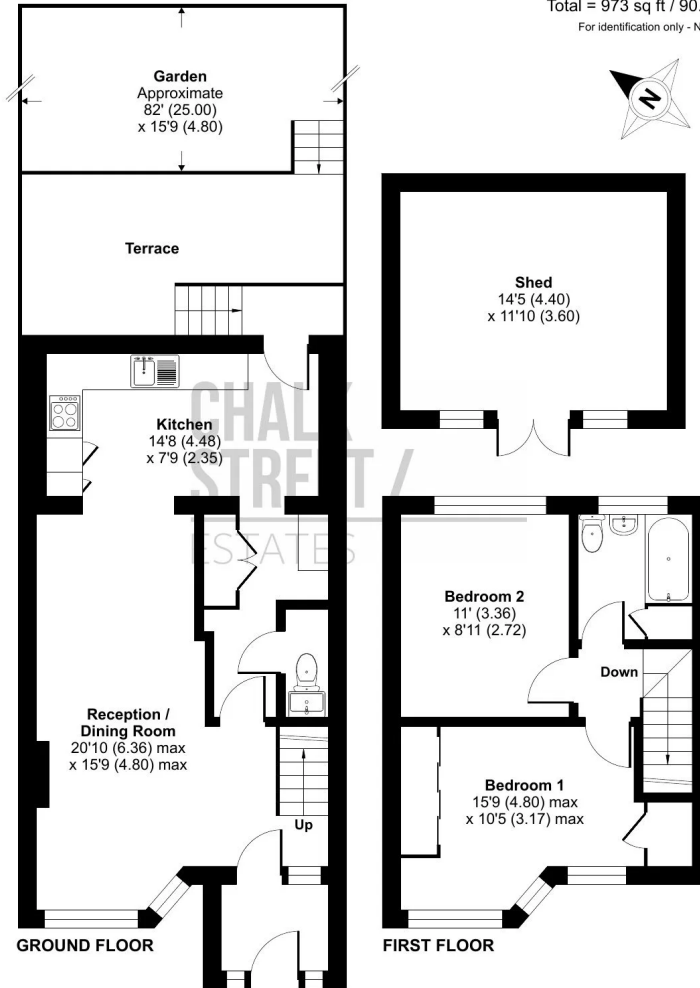 Total = 973 sq ft / 90.
For identification only - N
Garden
Approximate
82' (25.00)
x 15'9 (4.80)
N
Terrace
Shed
14'5 (4.40)
x 11'10 (3.60)
Kitchen
14'8 (4.48)
x 7'9 (2.35)
CHALK
STREET /
ESTATES
Bedroom 2
11' (3.36)
x 8'11 (2.72)
Down
Reception /
Dining Room
20'10 (6.36) max
x 15'9 (4.80) max
Up
Bedroom 1
15'9 (4.80) max
x 10'5 (3.17) max
GROUND FLOOR
FIRST FLOOR